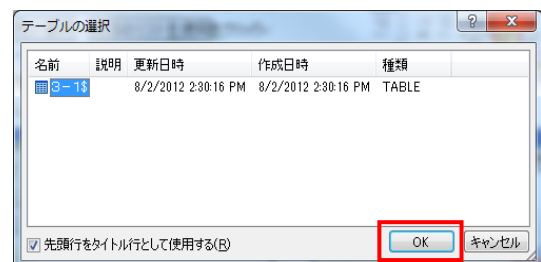 テーブルの選択
名前 説明 更新日時 作成日時 種類
3－1$ 8/2/2012 2:30:16 PM 8/2/2012 2:30:16 PM TABLE
先頭行をタイトル行として使用する(R) OK キャンセル